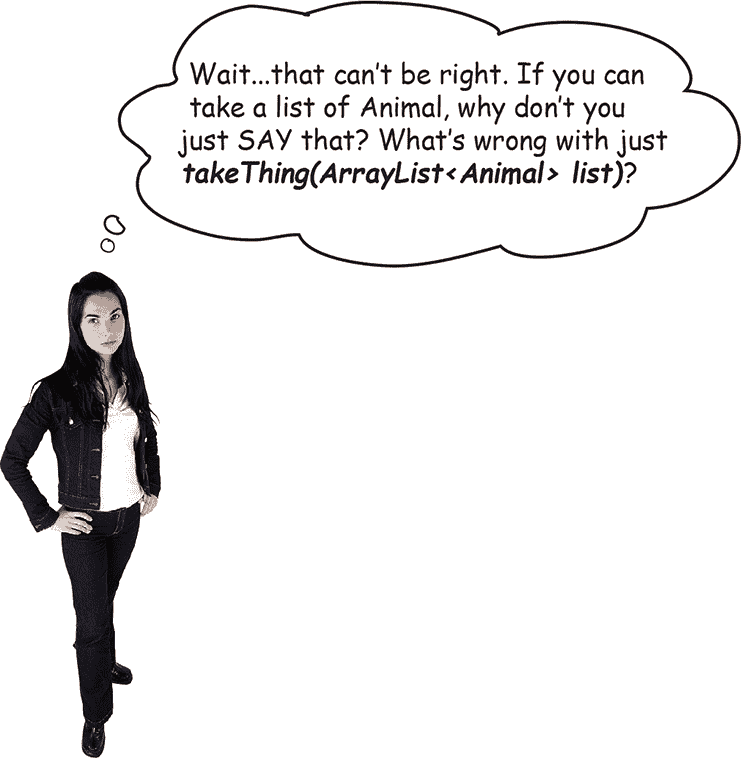 Wait...that can't be right. If you can
take a list of Animal, why don't you
just SAY that? What's wrong with just
takeThing(ArrayList<Animal> list)?